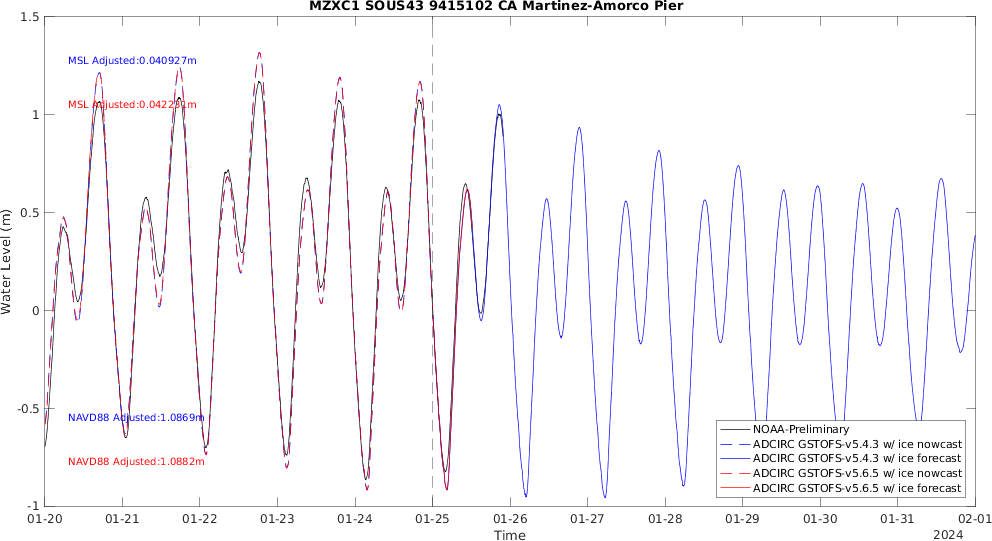 MZXC1 SOUS43 9415102 CA Martinez-Amorco Pier
1.5
1
0.5
0
-0.5
-1
Water Level (m)
MSL Adjusted:0.040927m
MSL Adjusted:
NAVD88 Adjusted:1.0869m
NAVD88 Adjusted:1.0882m
NOAA-Preliminary
ADCIRC GSTOFS-v5.4.3 w/ ice nowcast
ADCIRC GSTOFS-v5.4.3 w/ ice forecast
ADCIRC GSTOFS-v5.6.5 w/ ice nowcast
ADCIRC GSTOFS-v5.6.5 w/ ice forecast
01-20 01-21 01-22 01-23 01-24 01-25 01-26 01-27 01-28 01-29 01-30 01-31 02-01
Time
2024